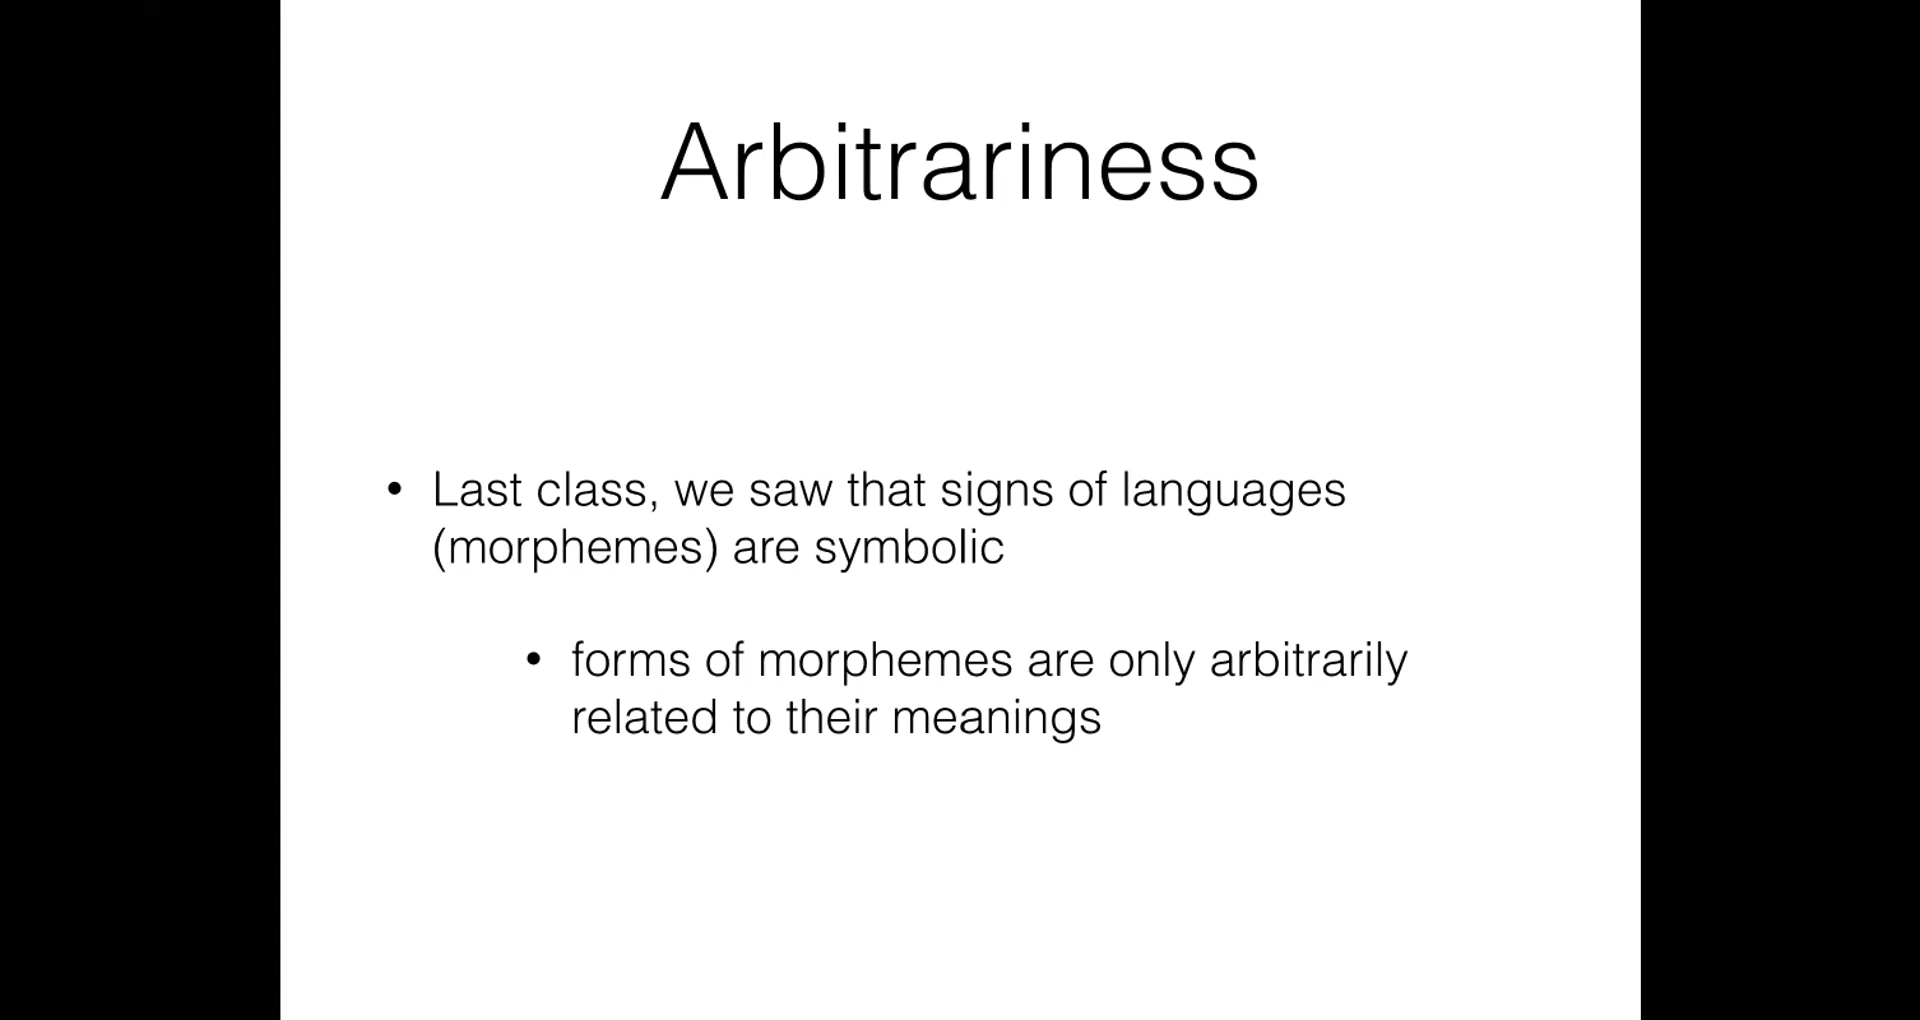 Arbitrariness
• Last class, we saw that signs of languages
(morphemes) are symbolic
• forms of morphemes are only arbitrarily
related to their meanings